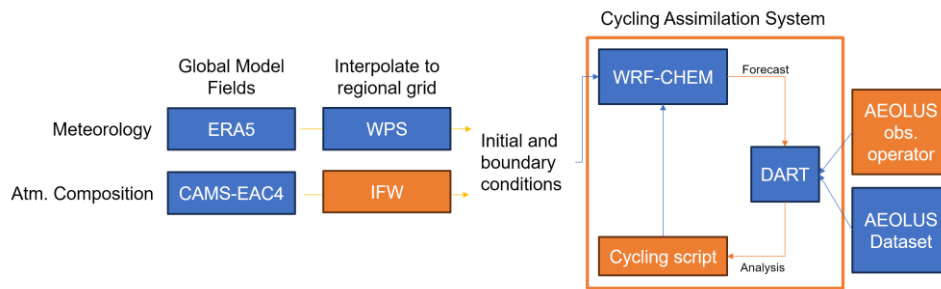 Cycling Assimilation System
Global Model
Fields
Interpolate to
regional grid
Meteorology
ERA5
WPS
Atm. Composition
CAMS-EAC4
IFW
Initial and
boundary
conditions
WRF-CHEM
Forecast
DART
Cycling script
Analysis
AEOLUS
obs.
operator
AEOLUS
Dataset